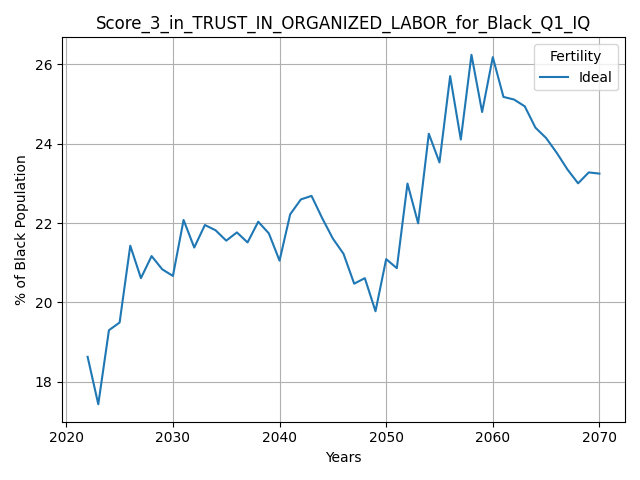 Score_3_in_TRUST_IN_ORGANIZED_LABOR_for_Black_Q1_IQ
Fertility
Ideal
% of Black Population
26
24
22
20
18
2020 2030 2040 2050 2060 2070
Years